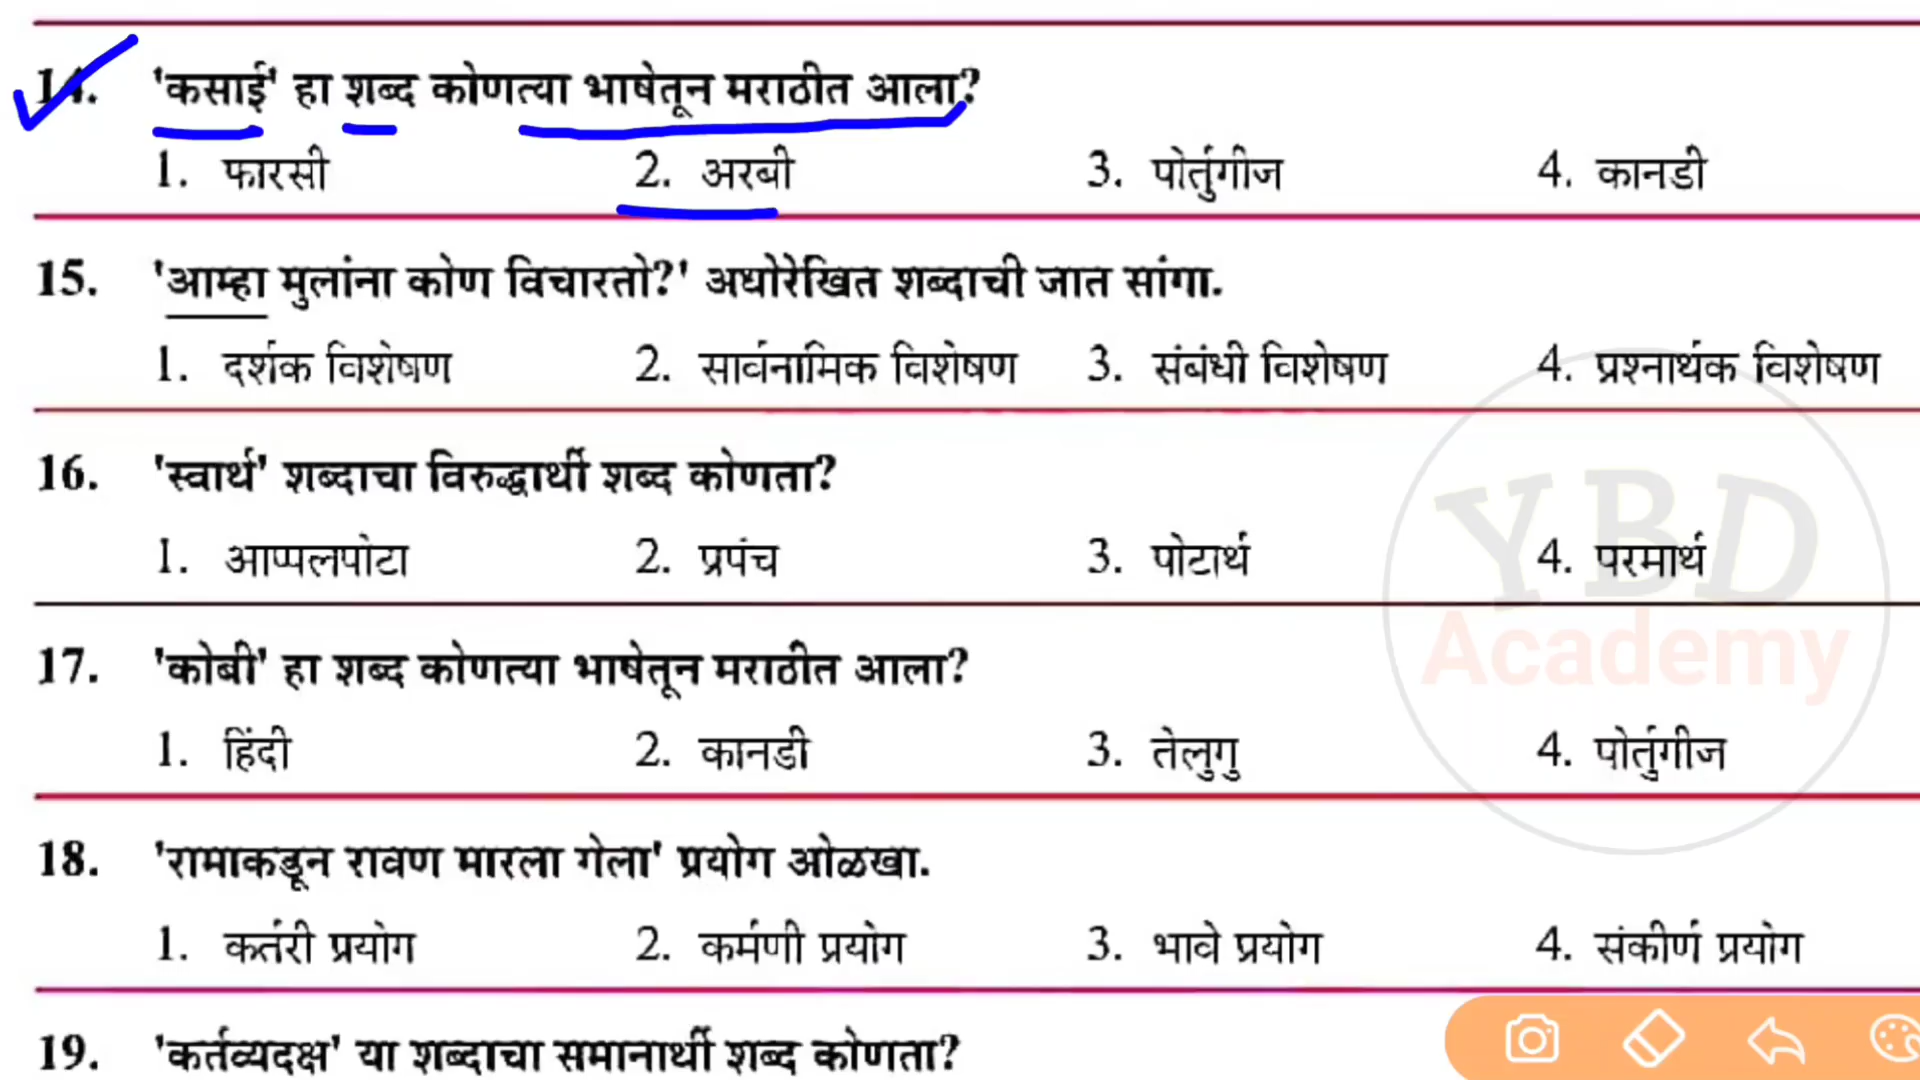 14. 'कसाई' हा शब्द कोणत्या भाषेतून मराठीत आला?
1. फारसी 2. अरबी 3. पोर्तुगीज 4. कानडी
15. 'आम्हा मुलांना कोण विचारतो?' अधोरेखित शब्दाची जात सांगा.
1. दर्शक विशेषण 2. सार्वनामिक विशेषण 3. संबंधी विशेषण 4. प्रश्नार्थक विशेषण
16. 'स्वार्थ' शब्दाचा विरुद्धार्थी शब्द कोणता?
1. आप्पलपोटा 2. प्रपंच 3. पोटार्थ 4. परमार्थ
17. 'कोबी' हा शब्द कोणत्या भाषेतून मराठीत आला?
1. हिंदी 2. कानडी 3. तेलुगु 4. पोर्तुगीज
18. 'रामाकडून रावण मारला गेला' प्रयोग ओळखा.
1. कर्तरी प्रयोग 2. कर्मणी प्रयोग 3. भावे प्रयोग 4. संकीर्ण प्रयोग
19. 'कर्तव्यदक्ष' या शब्दाचा समानार्थी शब्द कोणता?
YBD
Academy